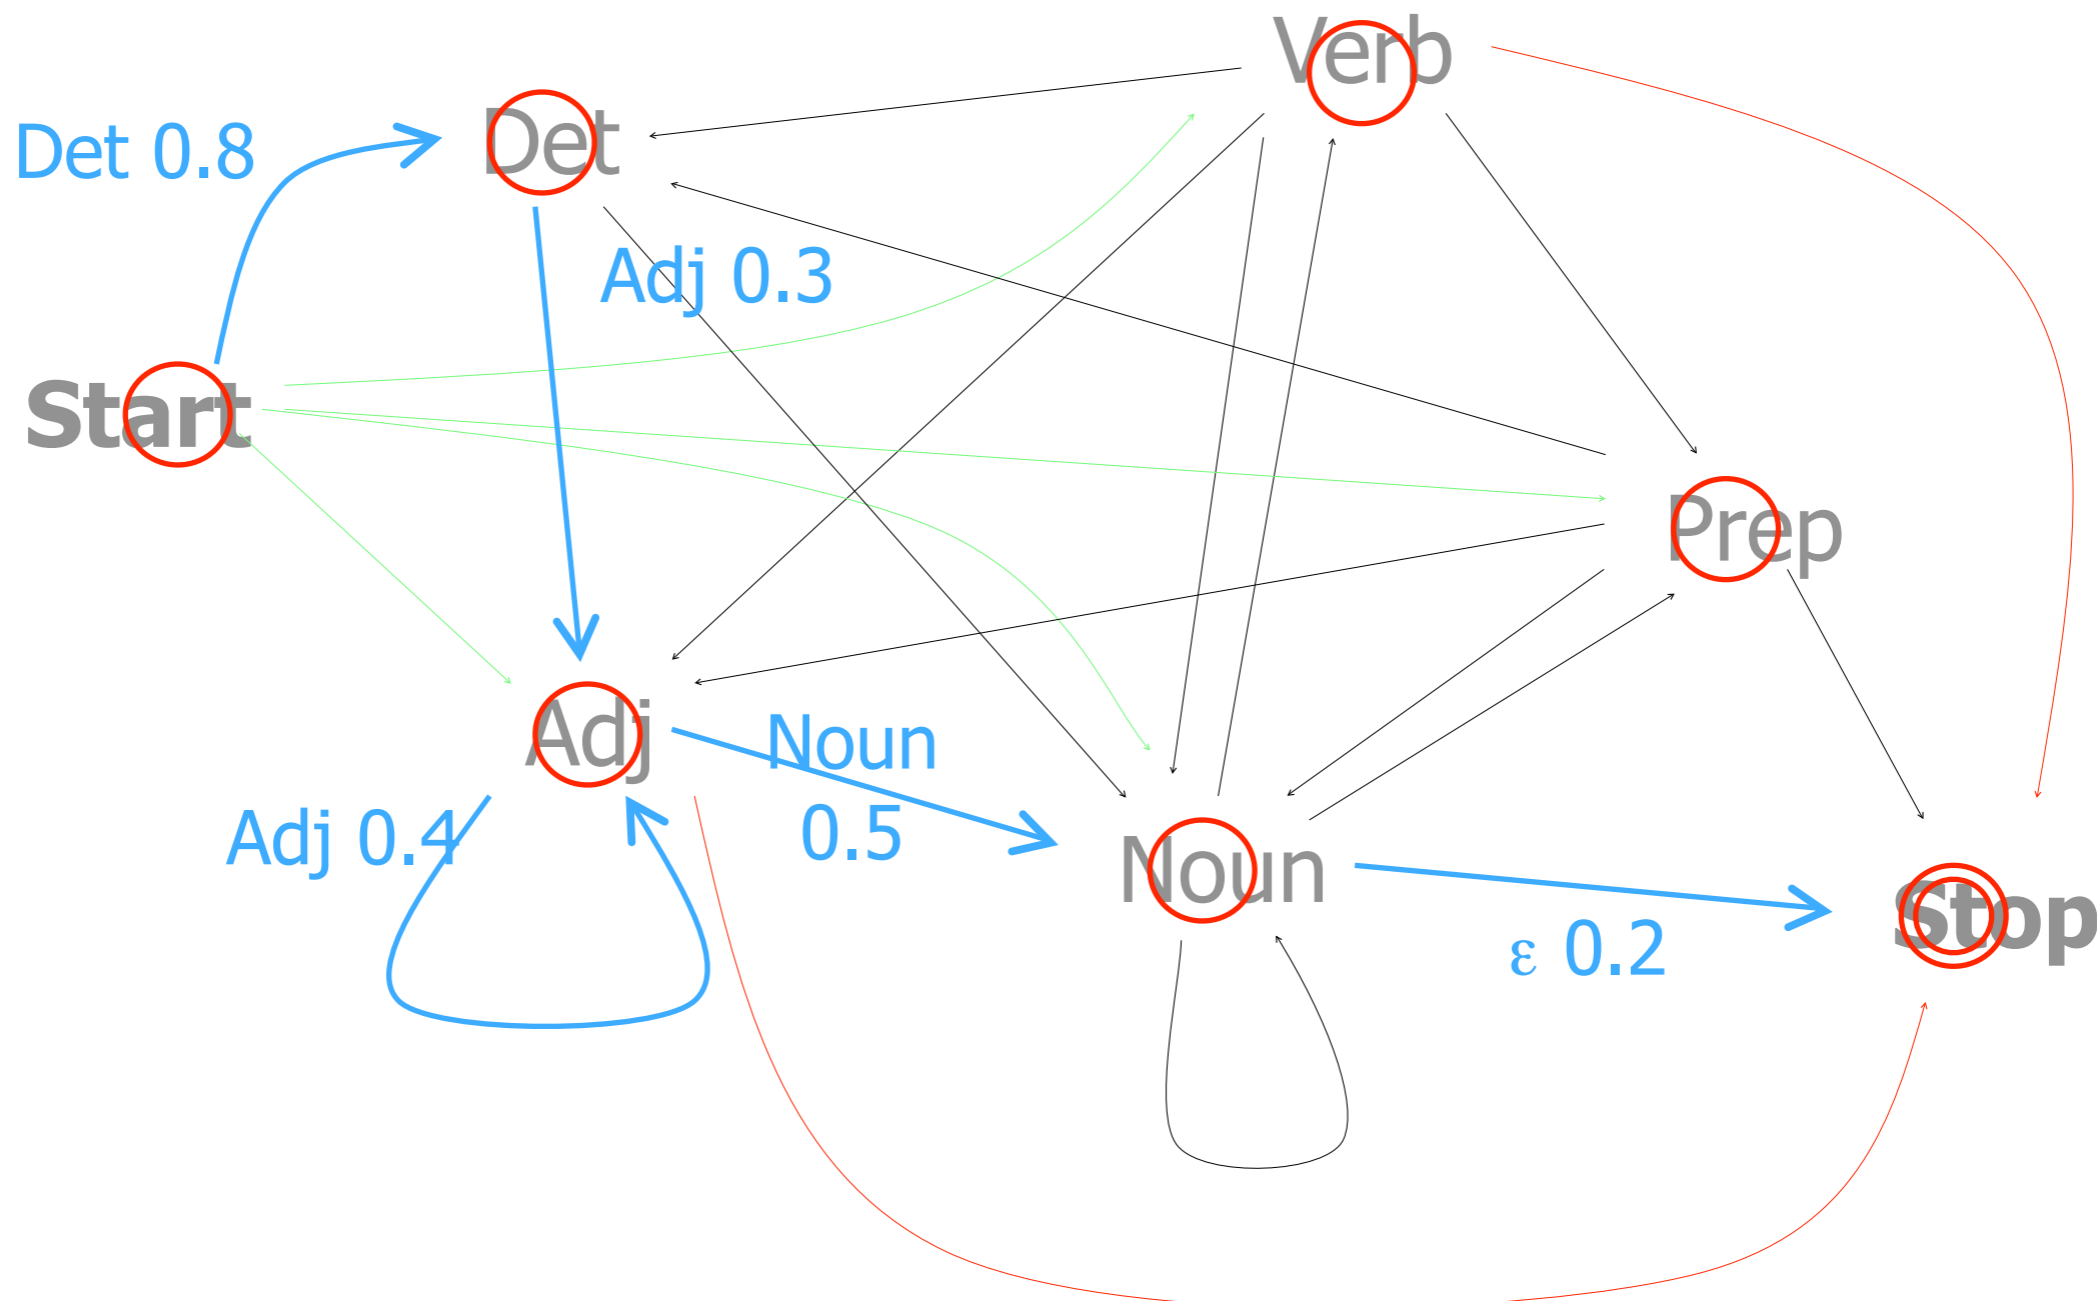 Verb
Det
Det 0.8
Adj 0.3
Start
Prep
Adj
Noun
0.5
Adj 0.4
Noun
ε 0.2
Stop